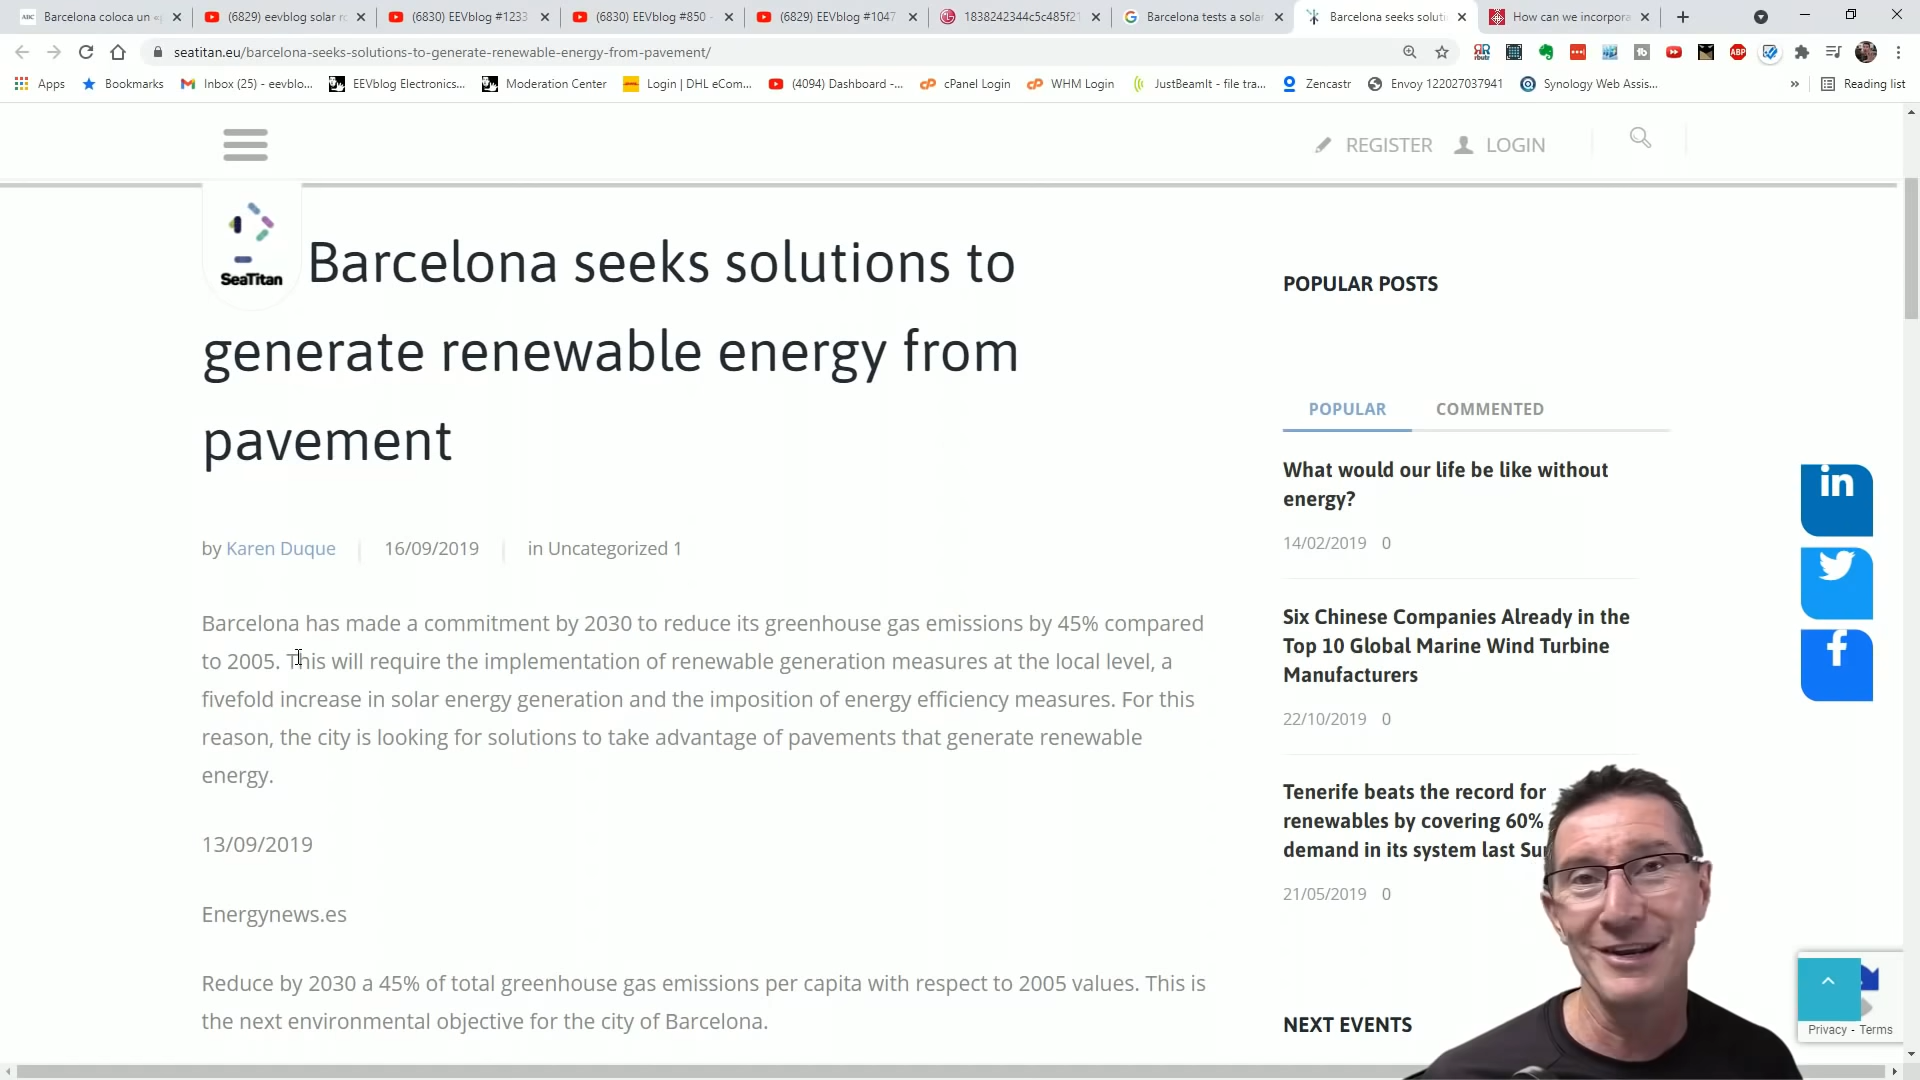 Barcelona coloca un «p
(6829) eevblog solar ro
(6830) EEVblog #1233
(6830) EEVblog #850 -
(6829) EEVblog #1047
1838242344c5c485f21
Barcelona tests a solar
Barcelona seeks soluti
How can we incorpora
seatitan.eu/barcelona-seeks-solutions-to-generate-renewable-energy-from-pavement/
Apps
Bookmarks
Inbox (25) - eevblo...
EEVblog Electronics...
Moderation Center
Login | DHL eCom...
(4094) Dashboard -...
cPanel Login
WHM Login
JustBeamIt - file tra...
Zencastr
Envoy 122027037941
Synology Web Assis...
»
Reading list
REGISTER
LOGIN
SeaTitan
Barcelona seeks solutions to
generate renewable energy from
pavement
by Karen Duque
16/09/2019
in Uncategorized 1
Barcelona has made a commitment by 2030 to reduce its greenhouse gas emissions by 45% compared
to 2005. This will require the implementation of renewable generation measures at the local level, a
fivefold increase in solar energy generation and the imposition of energy efficiency measures. For this
reason, the city is looking for solutions to take advantage of pavements that generate renewable
energy.
13/09/2019
Energynews.es
Reduce by 2030 a 45% of total greenhouse gas emissions per capita with respect to 2005 values. This is
the next environmental objective for the city of Barcelona.
POPULAR POSTS
POPULAR
COMMENTED
What would our life be like without
energy?
14/02/2019 0
Six Chinese Companies Already in the
Top 10 Global Marine Wind Turbine
Manufacturers
22/10/2019 0
Tenerife beats the record for
renewables by covering 60%
demand in its system last Su
21/05/2019 0
NEXT EVENTS
in
f
Privacy - Terms